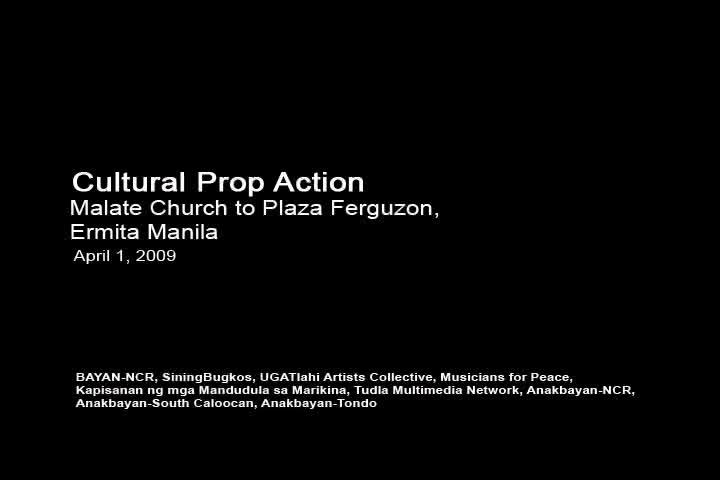 Cultural Prop Action
Malate Church to Plaza Ferguzon,
Ermita Manila
April 1, 2009
BAYAN-NCR, SiningBugkos, UGATlahi Artists Collective, Musicians for Peace,
Kapisanan ng mga Mandudula sa Marikina, Tudla Multimedia Network, Anakbayan-NCR,
Anakbayan-South Caloocan, Anakbayan-Tondo